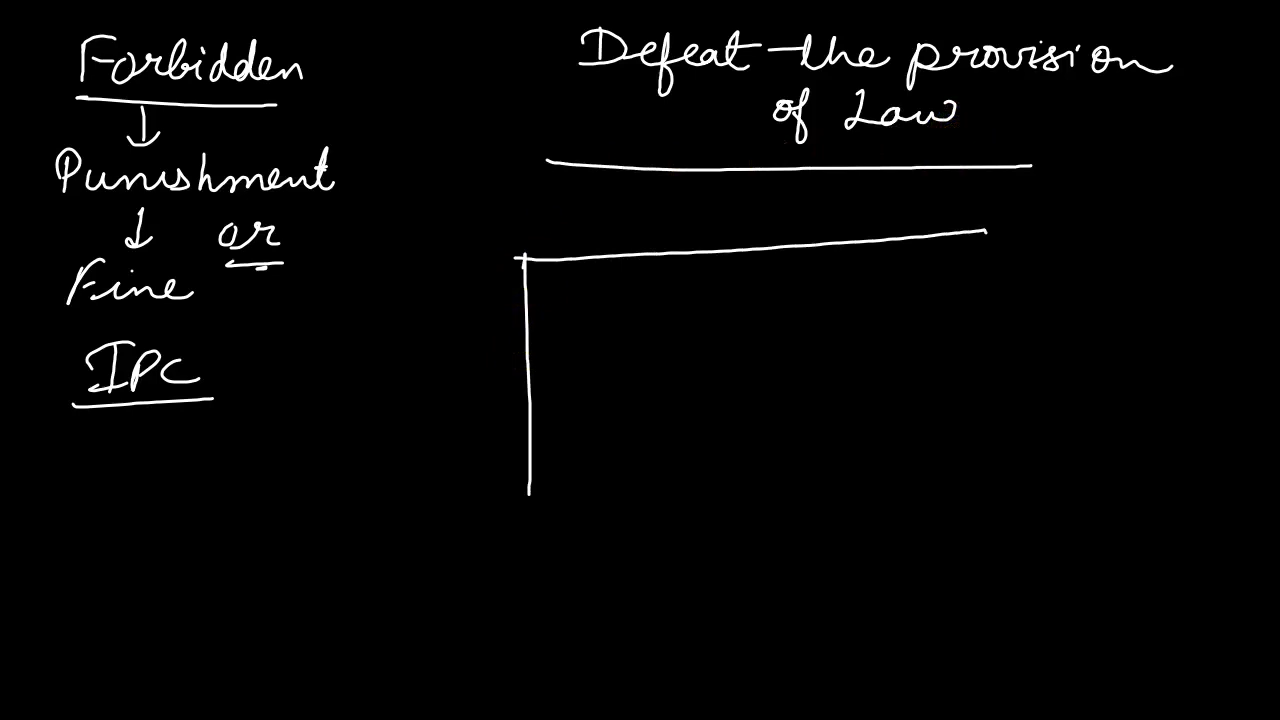 Forbidden
↓
Punishment
↓ or
Fine
IPC
Defeat the provision
of Law